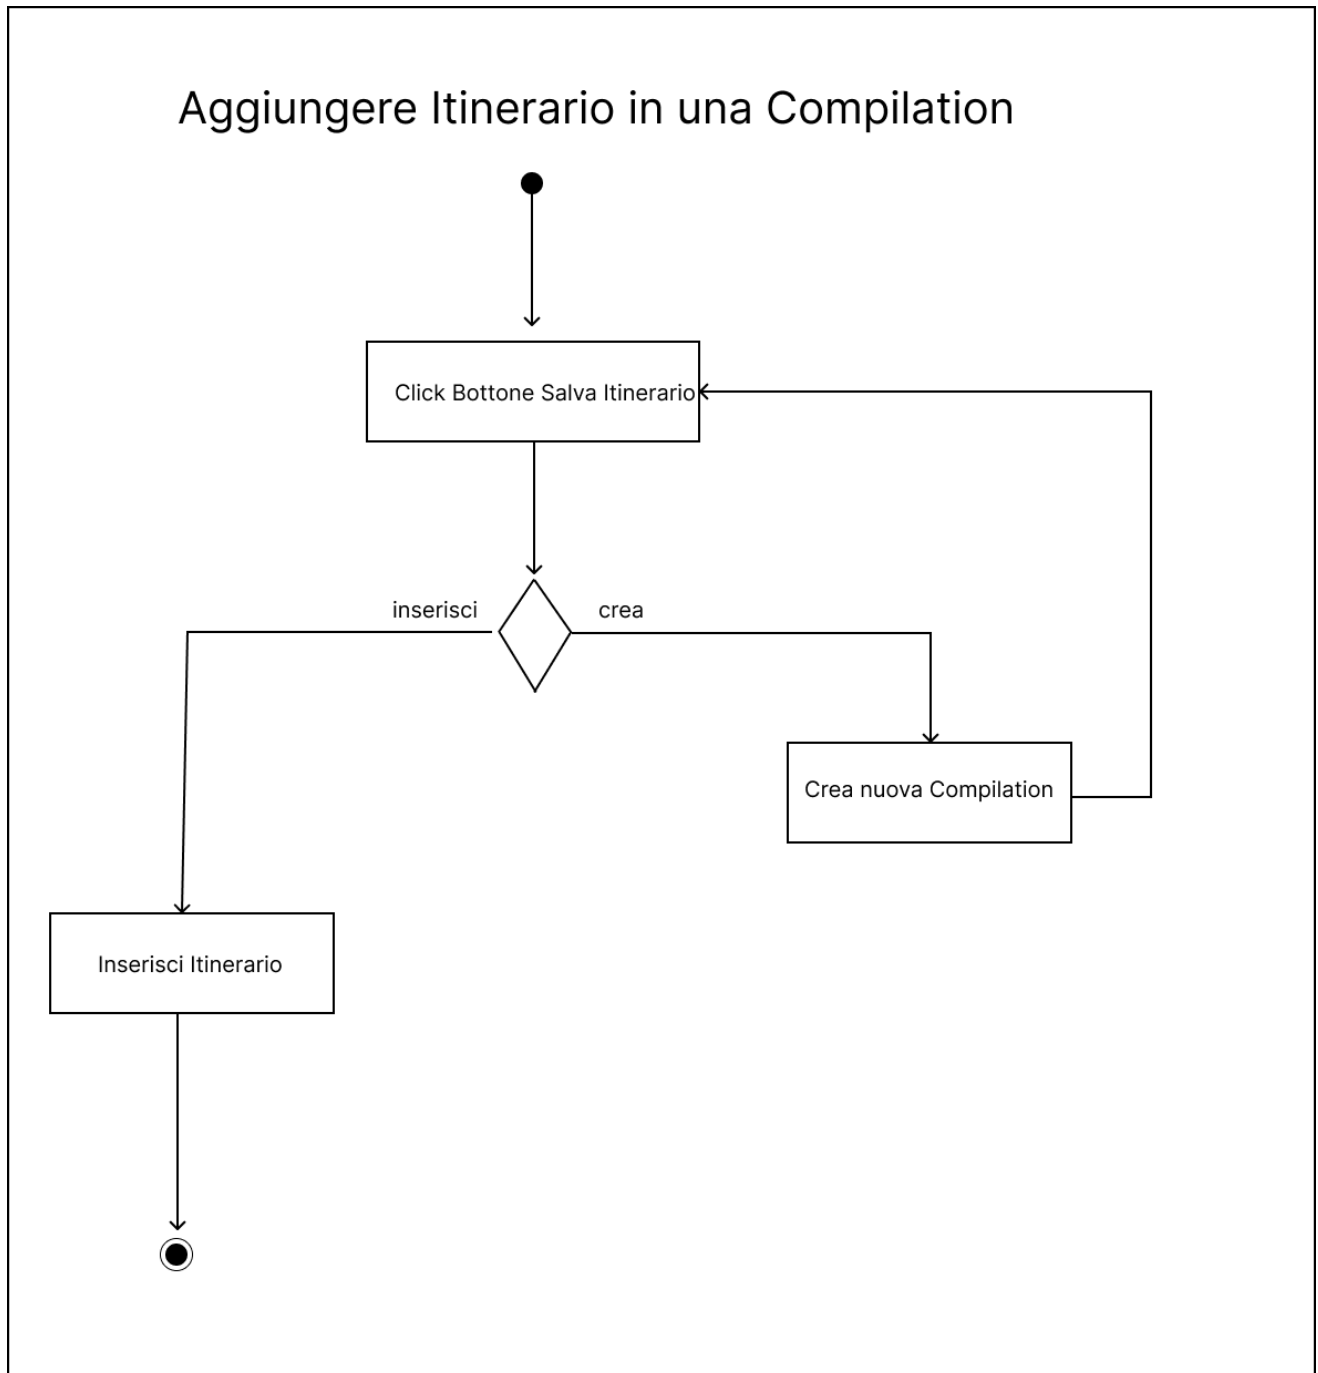 Aggiungere Itinerario in una Compilation
Click Bottone Salva Itinerario
inserisci
crea
Crea nuova Compilation
Inserisci Itinerario